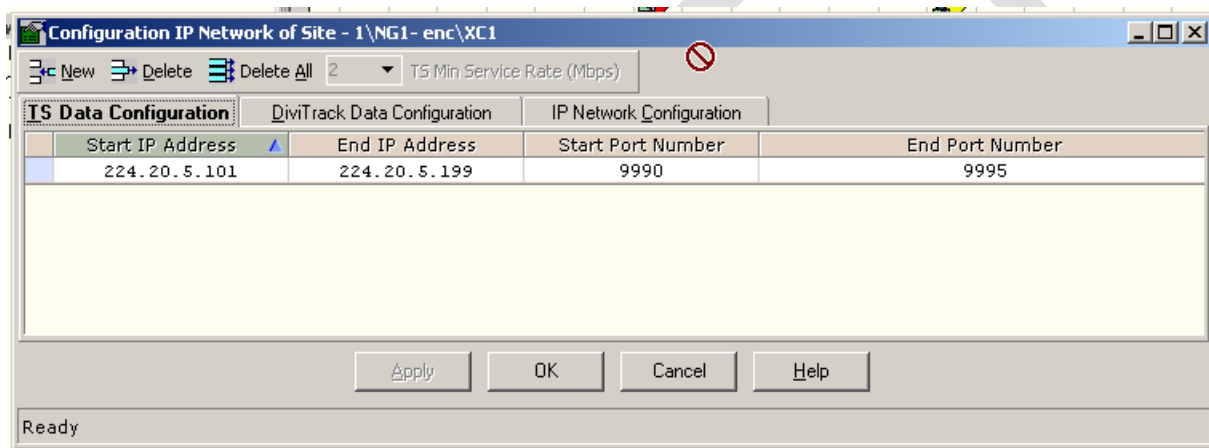 Configuration IP Network of Site - 1\NG1- enc\XC1
New Delete Delete All 2 TS Min Service Rate (Mbps)
TS Data Configuration DiviTrack Data Configuration IP Network Configuration
Start IP Address End IP Address Start Port Number End Port Number
224.20.5.101 224.20.5.199 9990 9995
Apply OK Cancel Help
Ready